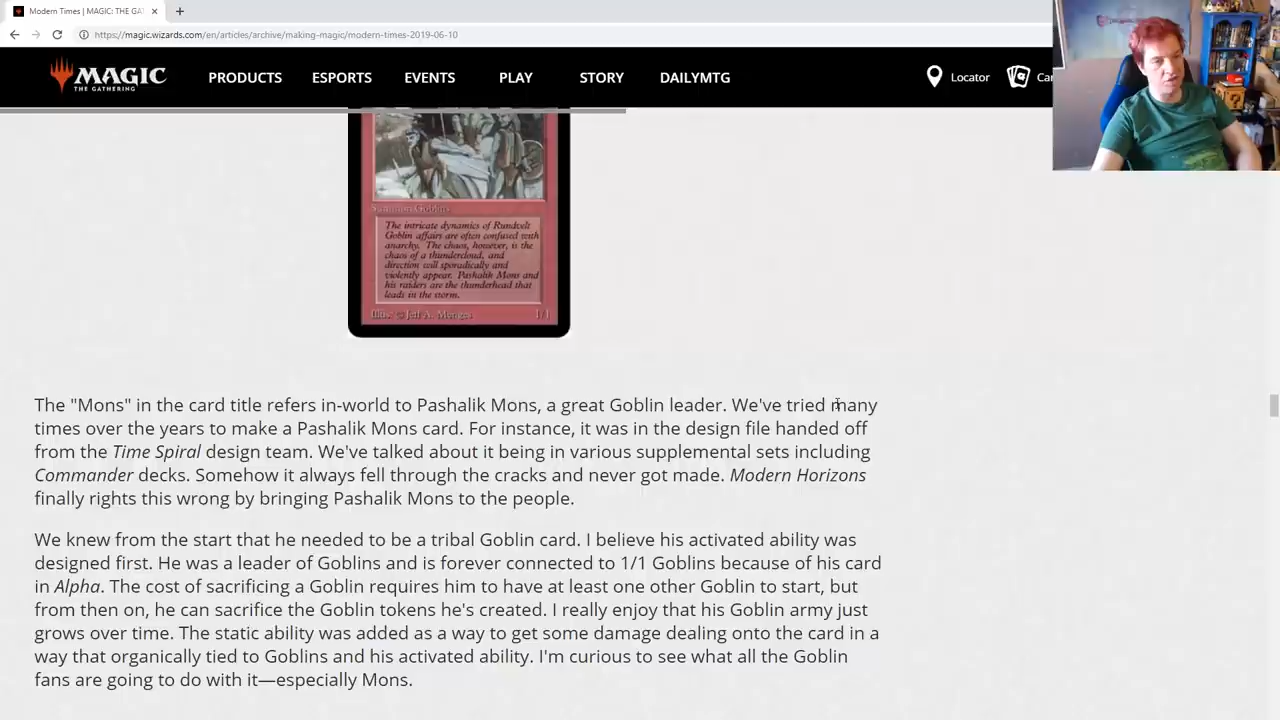 Modern Times | MAGIC: THE GA
https://magic.wizards.com/en/articles/archive/making-magic/modern-times-2019-06-10
MAGIC
THE GATHERING
PRODUCTS
ESPORTS
EVENTS
PLAY
STORY
DAILYMTG
Locator
Car
Summon Goblins
The intricate dynamics of Rundvelt
Goblin affairs are often confused with
anarchy. The chaos, however, is the
chaos of a thundercloud, and
direction will sporadically and
violently appear. Pashalik Mons and
his raiders are the thunderhead that
leads in the storm.
Illus. © Jeff A. Menges
1/1
The "Mons" in the card title refers in-world to Pashalik Mons, a great Goblin leader. We've tried many
times over the years to make a Pashalik Mons card. For instance, it was in the design file handed off
from the Time Spiral design team. We've talked about it being in various supplemental sets including
Commander decks. Somehow it always fell through the cracks and never got made. Modern Horizons
finally rights this wrong by bringing Pashalik Mons to the people.
We knew from the start that he needed to be a tribal Goblin card. I believe his activated ability was
designed first. He was a leader of Goblins and is forever connected to 1/1 Goblins because of his card
in Alpha. The cost of sacrificing a Goblin requires him to have at least one other Goblin to start, but
from then on, he can sacrifice the Goblin tokens he's created. I really enjoy that his Goblin army just
grows over time. The static ability was added as a way to get some damage dealing onto the card in a
way that organically tied to Goblins and his activated ability. I'm curious to see what all the Goblin
fans are going to do with it—especially Mons.